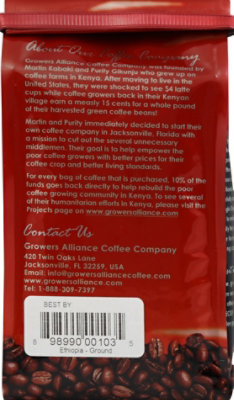 About Our Coffee Company
Growers Alliance Coffee Company was founded by
Martin Kabaki and Purity Gikunju who grew up on
coffee farms in Kenya. After moving to live in the
United States, they were shocked to see $4 latte
cups while coffee growers back in their Kenyan
village earn a measly 15 cents for a whole pound
of their harvested green coffee beans!
Martin and Purity immediately decided to start their
own coffee company in Jacksonville, Florida with
a mission to cut out the several unnecessary
middlemen. Their goal is to help empower the
poor coffee growers with better prices for their
coffee crop and better living standards.
For every bag of coffee that is purchased, 10% of the
funds goes back directly to help rebuild the poor
coffee growing community in Kenya. To see several
of their humanitarian efforts in Kenya, please visit the
Projects page on www.growersalliance.com
Contact Us
Growers Alliance Coffee Company
420 Twin Oaks Lane
Jacksonville, FL 32259, USA
Email: info@growersalliancecoffee.com
www.growersalliance.com
Tel: 1-888-309-7397
BEST BY:
8 98990 00103 5
Ethiopia - Ground